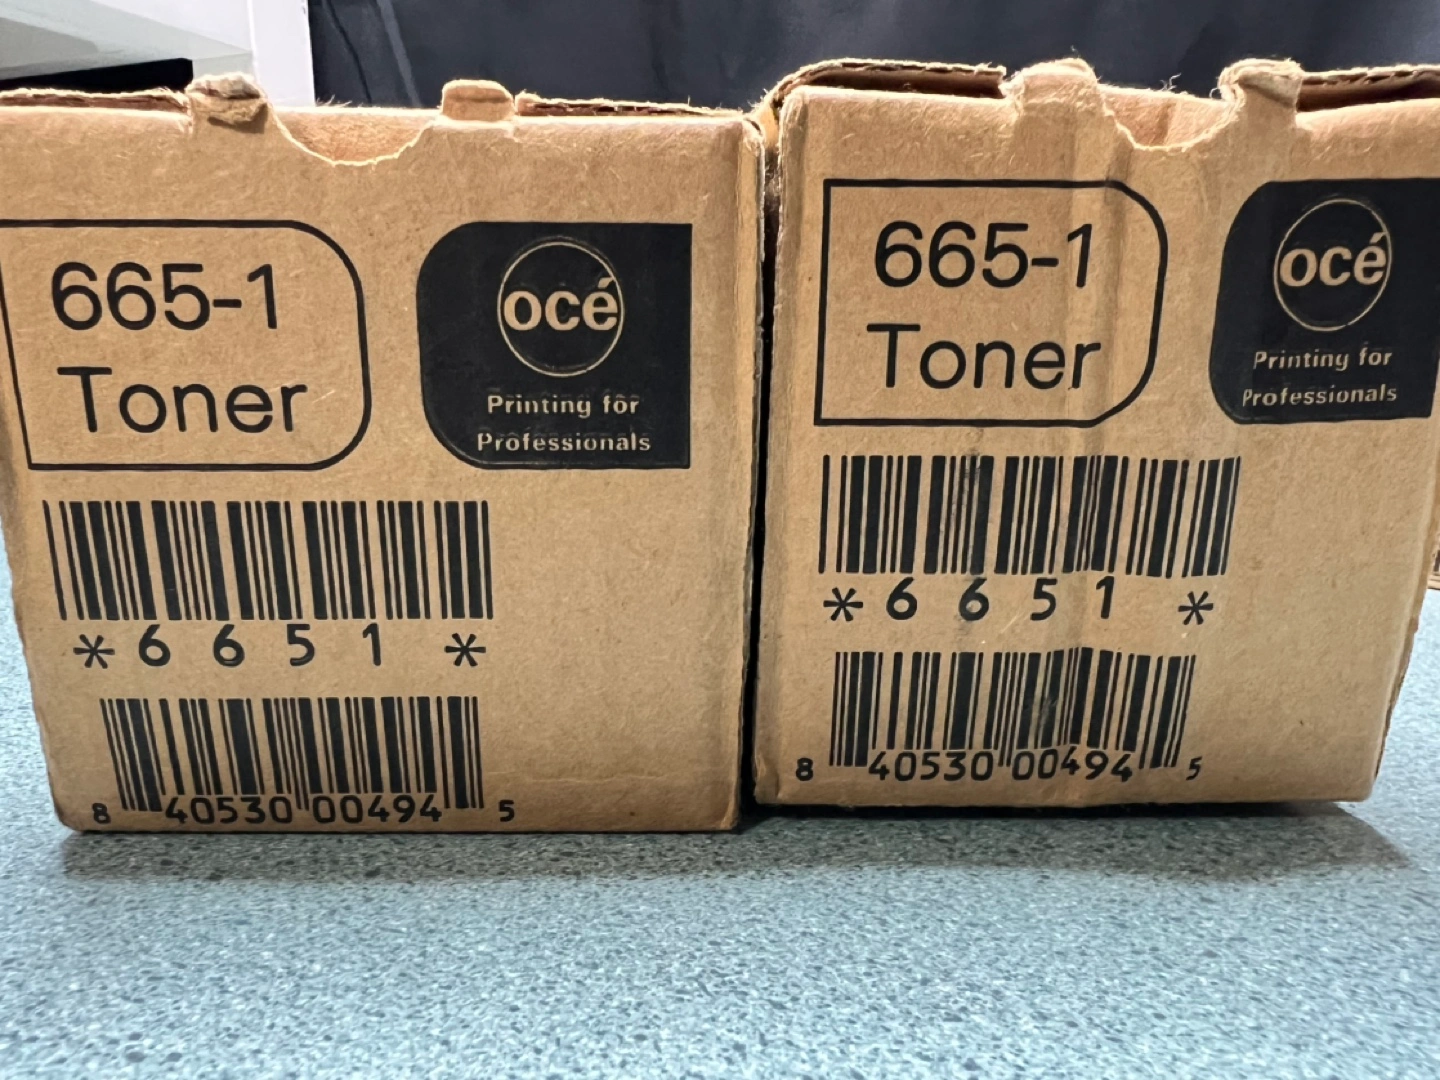 665-1
Toner
océ
Printing for
Professionals
*6651 *
8 40530 00494 5
665-1
Toner
océ
Printing for
Professionals
*6651 *
8 40530 00494 5